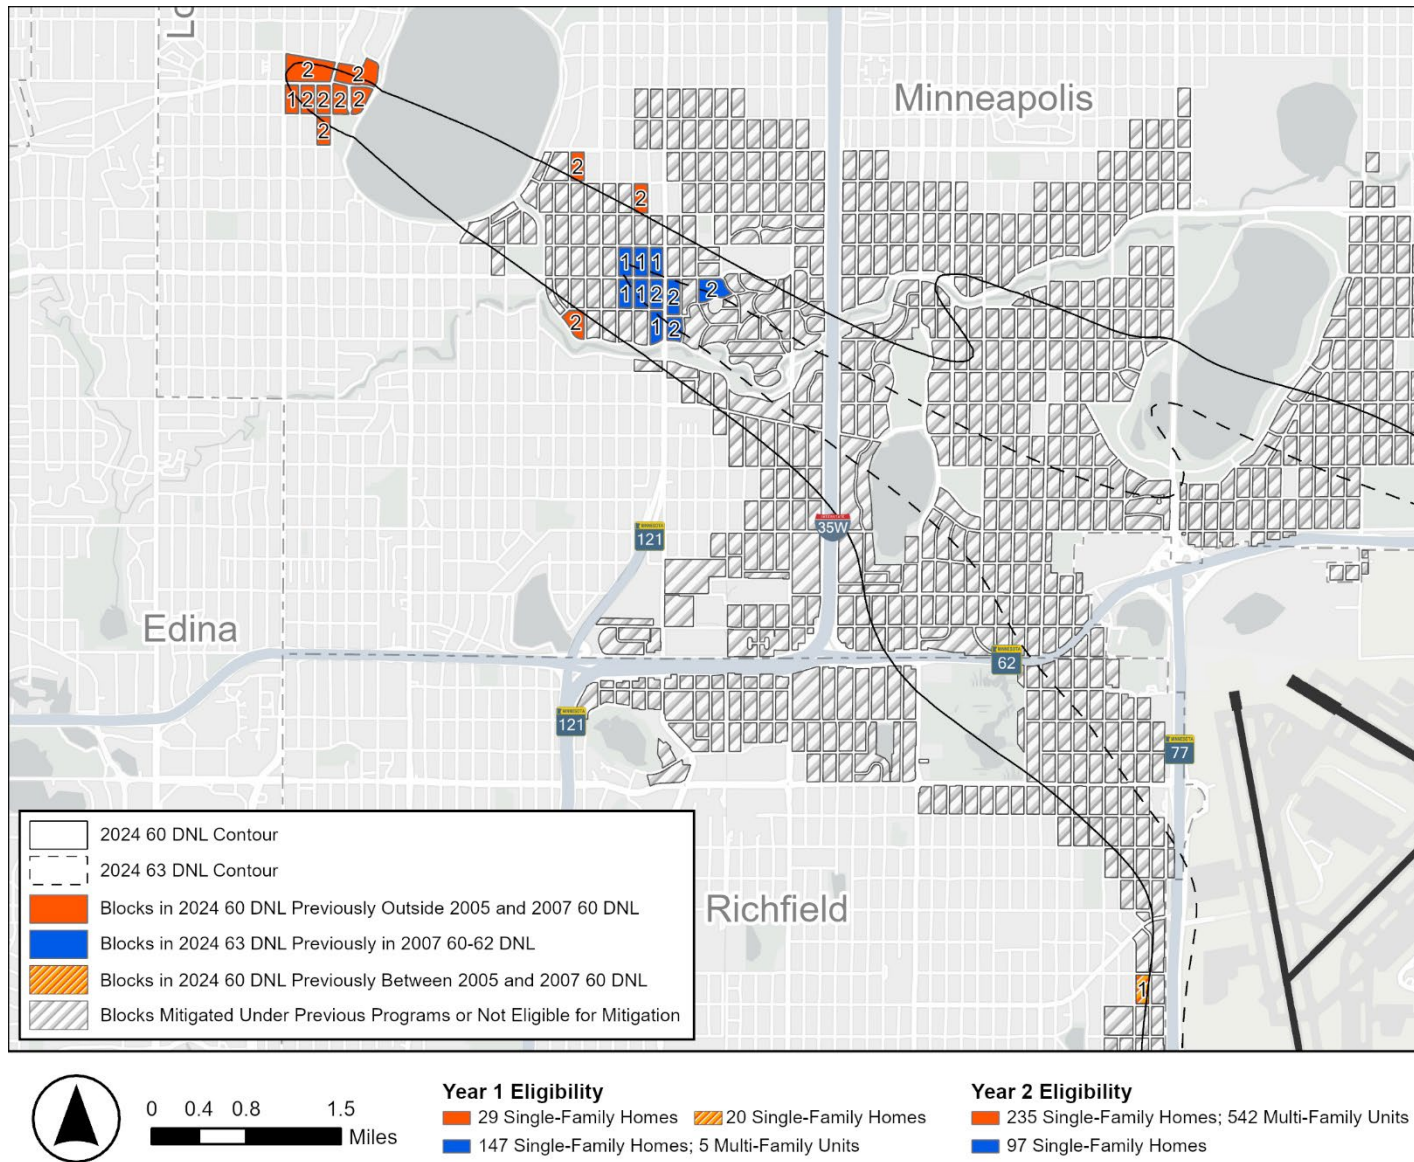 Lo
Minneapolis
2 2
1 2 2 2 2
2
2
2
1 1 1
1 1 2 2 2
2 1 2
INTERSTATE
35W
MINNESOTA
121
Edina
MINNESOTA
62
MINNESOTA
121
MINNESOTA
77
Richfield
1
2024 60 DNL Contour
2024 63 DNL Contour
Blocks in 2024 60 DNL Previously Outside 2005 and 2007 60 DNL
Blocks in 2024 63 DNL Previously in 2007 60-62 DNL
Blocks in 2024 60 DNL Previously Between 2005 and 2007 60 DNL
Blocks Mitigated Under Previous Programs or Not Eligible for Mitigation
0 0.4 0.8 1.5
Miles
Year 1 Eligibility
29 Single-Family Homes 20 Single-Family Homes
147 Single-Family Homes; 5 Multi-Family Units
Year 2 Eligibility
235 Single-Family Homes; 542 Multi-Family Units
97 Single-Family Homes